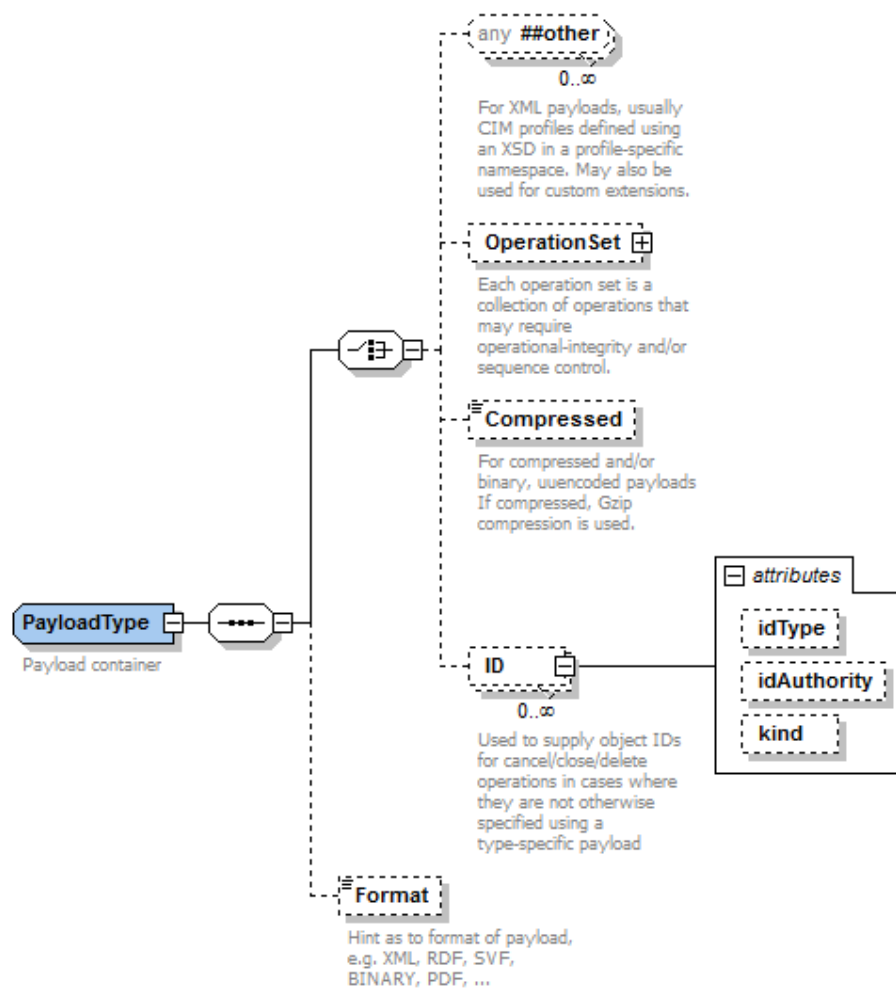 any ##other
0..∞
For XML payloads, usually
CIM profiles defined using
an XSD in a profile-specific
namespace. May also be
used for custom extensions.
OperationSet
Each operation set is a
collection of operations that
may require
operational-integrity and/or
sequence control.
Compressed
For compressed and/or
binary, uuencoded payloads
If compressed, Gzip
compression is used.
PayloadType
Payload container
ID
0..∞
Used to supply object IDs
for cancel/close/delete
operations in cases where
they are not otherwise
specified using a
type-specific payload
attributes
idType
idAuthority
kind
Format
Hint as to format of payload,
e.g. XML, RDF, SVF,
BINARY, PDF, ...